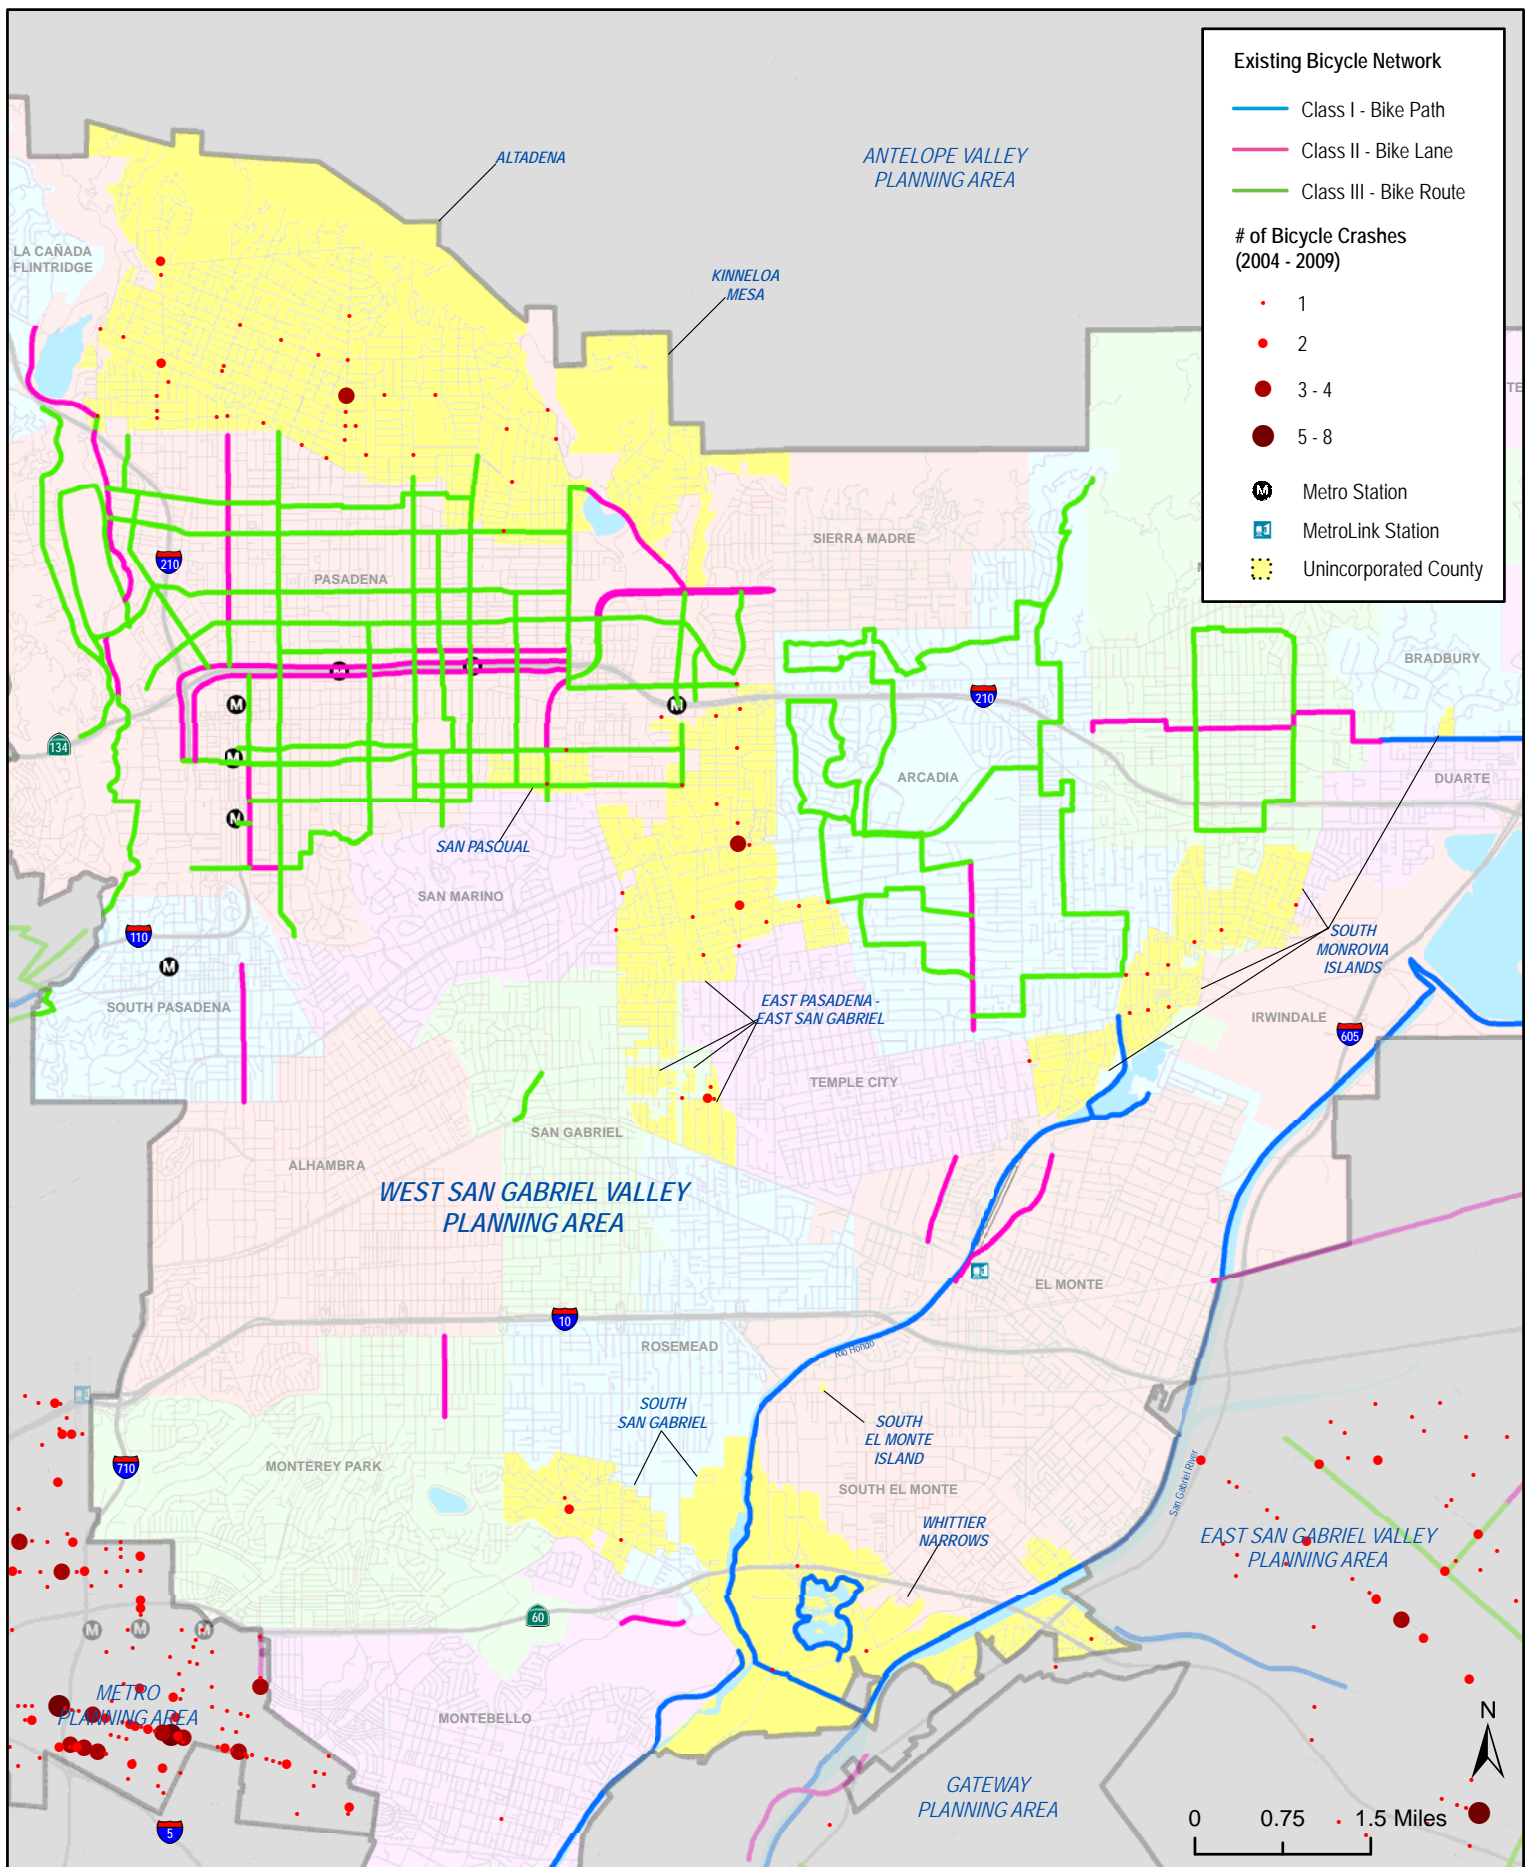 Existing Bicycle Network
Class I - Bike Path
Class II - Bike Lane
Class III - Bike Route
# of Bicycle Crashes
(2004 - 2009)
1
2
3 - 4
5 - 8
M
Metro Station
MetroLink Station
Unincorporated County
ALTADENA
ANTELOPE VALLEY
PLANNING AREA
LA CAÑADA
FLINTRIDGE
KINNELOA
MESA
TE
SIERRA MADRE
210
PASADENA
M
BRADBURY
M
M
210
M
M
134
M
ARCADIA
DUARTE
M
SAN PASQUAL
SAN MARINO
110
M
SOUTH
MONROVIA
ISLANDS
SOUTH PASADENA
EAST PASADENA -
EAST SAN GABRIEL
IRWINDALE
605
TEMPLE CITY
SAN GABRIEL
ALHAMBRA
WEST SAN GABRIEL VALLEY
PLANNING AREA
EL MONTE
10
ROSEMEAD
Rio Hondo
SOUTH
SAN GABRIEL
SOUTH
EL MONTE
ISLAND
710
MONTEREY PARK
SOUTH EL MONTE
San Gabriel River
WHITTIER
NARROWS
EAST SAN GABRIEL VALLEY
PLANNING AREA
60
M
M
M
METRO
PLANNING AREA
MONTEBELLO
N
GATEWAY
PLANNING AREA
5
0 0.75 1.5 Miles